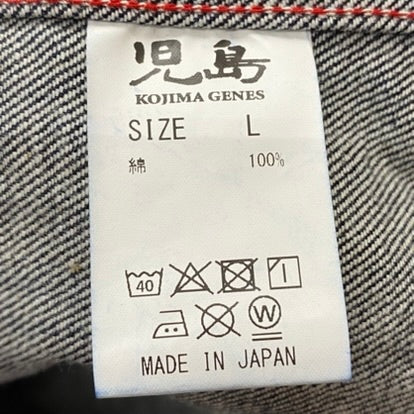 児島
KOJIMA GENES
SIZE L
綿 100%
40
W
MADE IN JAPAN